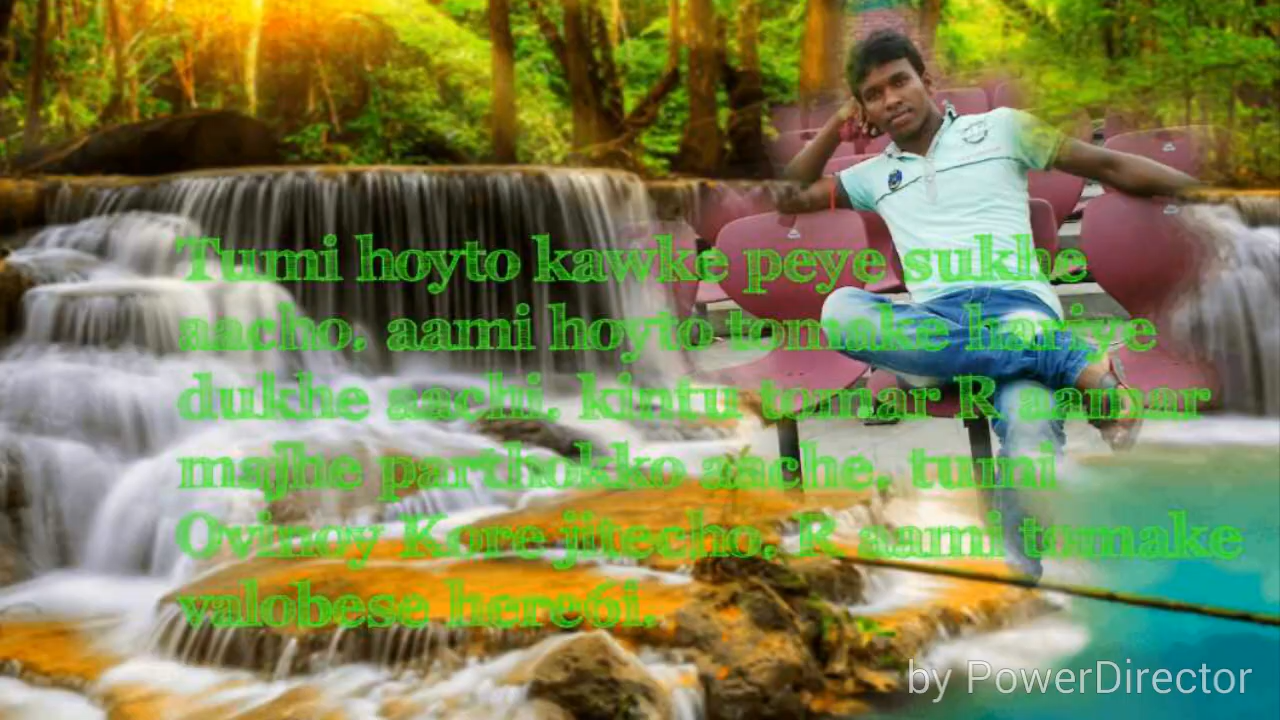 Tumi hoyto kawke peye sukhe
aacho. aami hoyto tomake hariye
dukhe aachi. kintu tomar R aamar
majhe parthokko aache. tumi
Ovinoy Kore jitecho. R aami tomake
valobese here6i.
by PowerDirector